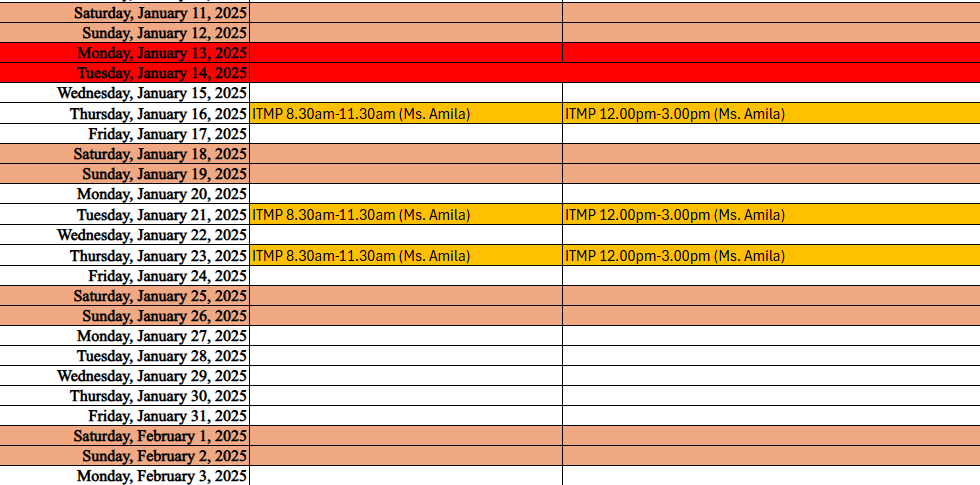 Saturday, January 11, 2025
Sunday, January 12, 2025
Monday, January 13, 2025
Tuesday, January 14, 2025
Wednesday, January 15, 2025
Thursday, January 16, 2025 ITMP 8.30am-11.30am (Ms. Amila) ITMP 12.00pm-3.00pm (Ms. Amila)
Friday, January 17, 2025
Saturday, January 18, 2025
Sunday, January 19, 2025
Monday, January 20, 2025
Tuesday, January 21, 2025 ITMP 8.30am-11.30am (Ms. Amila) ITMP 12.00pm-3.00pm (Ms. Amila)
Wednesday, January 22, 2025
Thursday, January 23, 2025 ITMP 8.30am-11.30am (Ms. Amila) ITMP 12.00pm-3.00pm (Ms. Amila)
Friday, January 24, 2025
Saturday, January 25, 2025
Sunday, January 26, 2025
Monday, January 27, 2025
Tuesday, January 28, 2025
Wednesday, January 29, 2025
Thursday, January 30, 2025
Friday, January 31, 2025
Saturday, February 1, 2025
Sunday, February 2, 2025
Monday, February 3, 2025